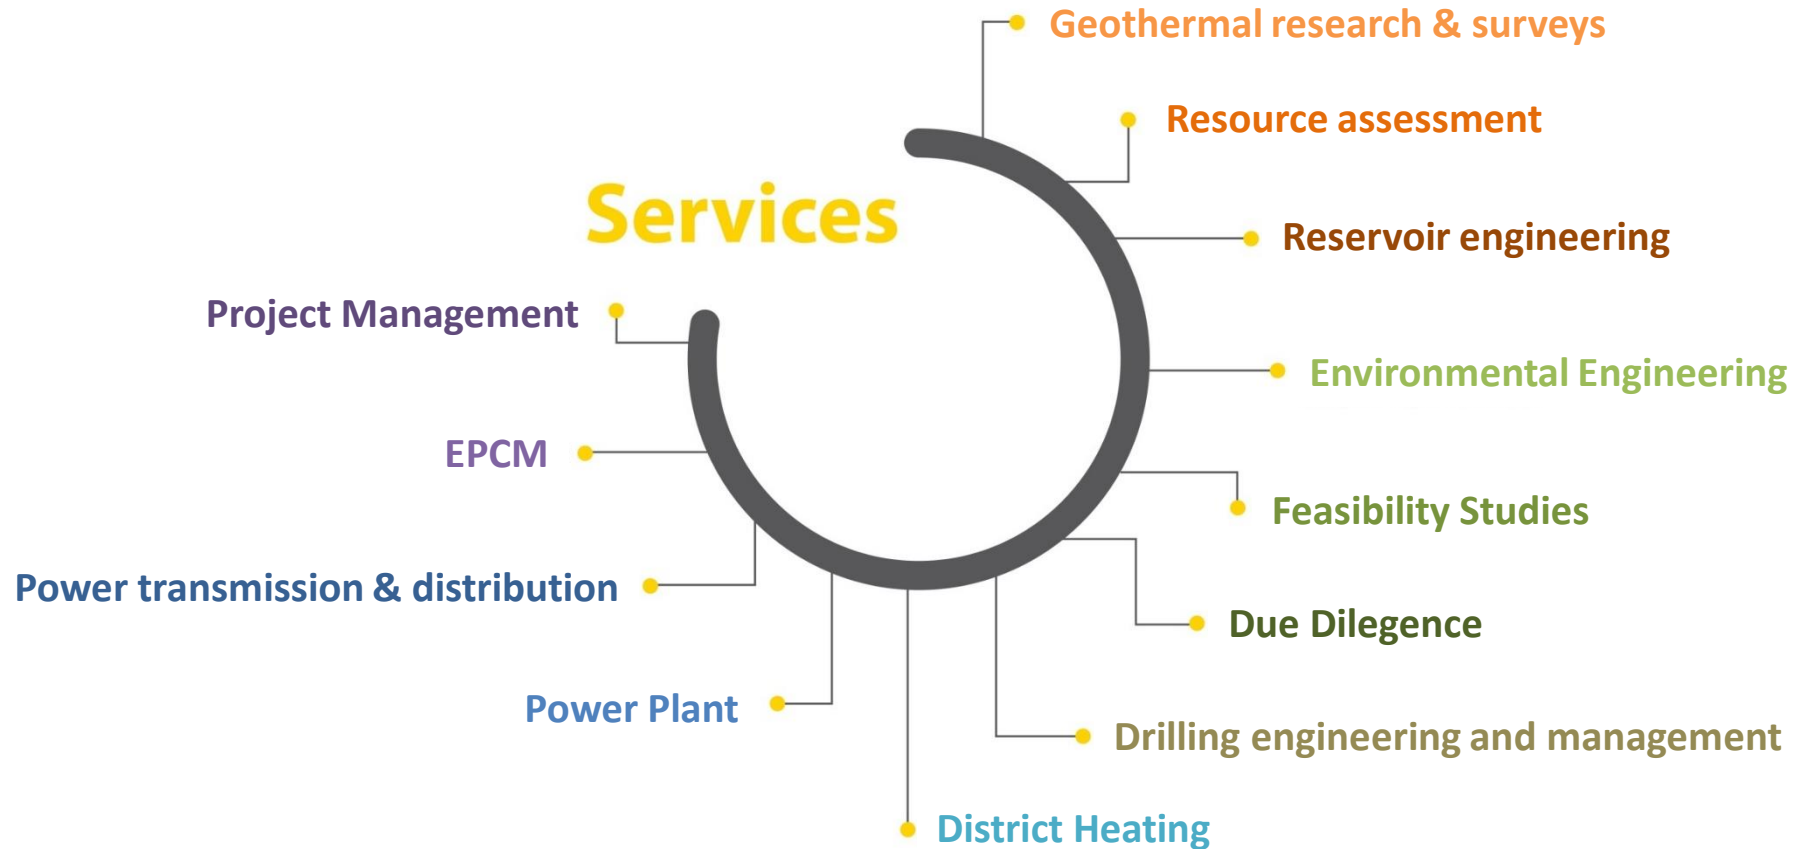 Services
Geothermal research & surveys
Resource assessment
Reservoir engineering
Environmental Engineering
Feasibility Studies
Due Dilegence
Drilling engineering and management
District Heating
Power Plant
Power transmission & distribution
EPCM
Project Management